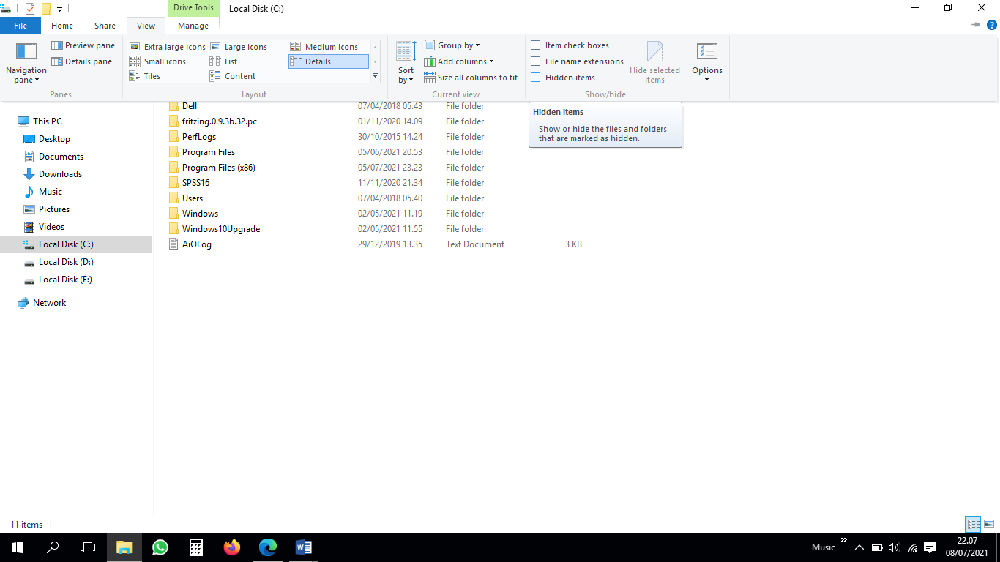 Drive Tools
Local Disk (C:)
File
Home
Share
View
Manage
Navigation pane
Preview pane
Details pane
Panes
Extra large icons
Large icons
Medium icons
Small icons
List
Details
Tiles
Content
Layout
Sort by
Group by
Add columns
Size all columns to fit
Current view
Item check boxes
File name extensions
Hidden items
Hide selected items
Show/hide
Options
Hidden items
Show or hide the files and folders
that are marked as hidden.
This PC
Desktop
Documents
Downloads
Music
Pictures
Videos
Local Disk (C:)
Local Disk (D:)
Local Disk (E:)
Network
Dell 07/04/2018 05.43 File folder
fritzing.0.9.3b.32.pc 01/11/2020 14.09 File folder
PerfLogs 30/10/2015 14.24 File folder
Program Files 05/06/2021 20.53 File folder
Program Files (x86) 05/07/2021 23.23 File folder
SPSS16 11/11/2020 21.34 File folder
Users 07/04/2018 05.40 File folder
Windows 02/05/2021 11.19 File folder
Windows10Upgrade 02/05/2021 11.55 File folder
AiOLog 29/12/2019 13.35 Text Document 3 KB
11 items
Music
22.07
08/07/2021